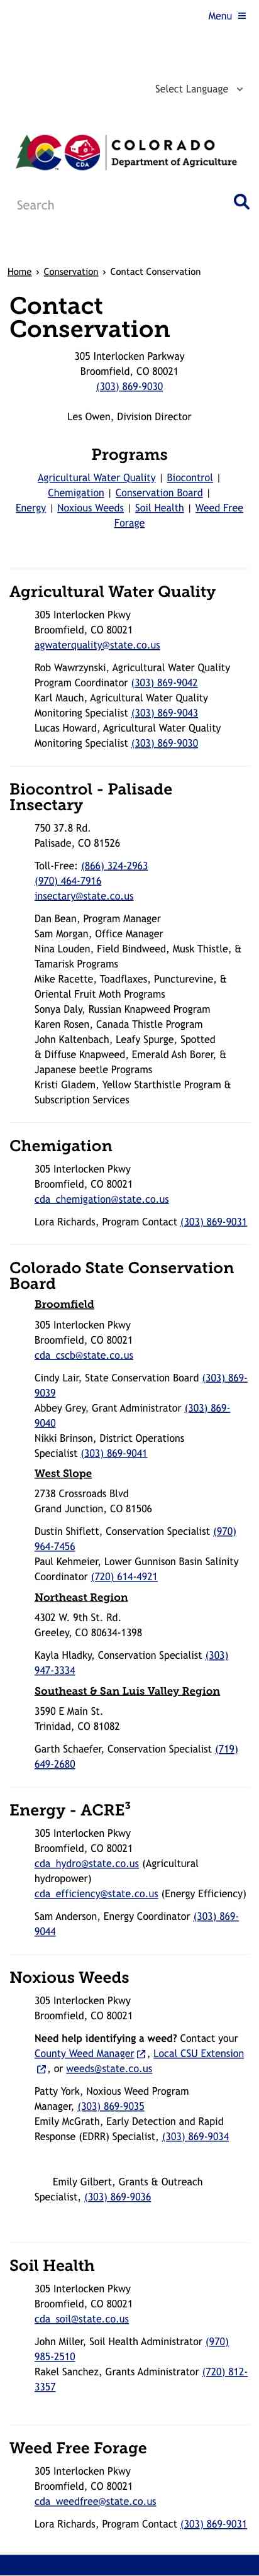 Menu
Select Language
COLORADO
Department of Agriculture
Search
Home › Conservation › Contact Conservation
Contact
Conservation
305 Interlocken Parkway
Broomfield, CO 80021
(303) 869-9030
Les Owen, Division Director
Programs
Agricultural Water Quality | Biocontrol |
Chemigation | Conservation Board |
Energy | Noxious Weeds | Soil Health | Weed Free
Forage
Agricultural Water Quality
305 Interlocken Pkwy
Broomfield, CO 80021
agwaterquality@state.co.us
Rob Wawrzynski, Agricultural Water Quality
Program Coordinator (303) 869-9042
Karl Mauch, Agricultural Water Quality
Monitoring Specialist (303) 869-9043
Lucas Howard, Agricultural Water Quality
Monitoring Specialist (303) 869-9030
Biocontrol - Palisade
Insectary
750 37.8 Rd.
Palisade, CO 81526
Toll-Free: (866) 324-2963
(970) 464-7916
insectary@state.co.us
Dan Bean, Program Manager
Sam Morgan, Office Manager
Nina Louden, Field Bindweed, Musk Thistle, &
Tamarisk Programs
Mike Racette, Toadflaxes, Puncturevine, &
Oriental Fruit Moth Programs
Sonya Daly, Russian Knapweed Program
Karen Rosen, Canada Thistle Program
John Kaltenbach, Leafy Spurge, Spotted
& Diffuse Knapweed, Emerald Ash Borer, &
Japanese beetle Programs
Kristi Gladem, Yellow Starthistle Program &
Subscription Services
Chemigation
305 Interlocken Pkwy
Broomfield, CO 80021
cda_chemigation@state.co.us
Lora Richards, Program Contact (303) 869-9031
Colorado State Conservation
Board
Broomfield
305 Interlocken Pkwy
Broomfield, CO 80021
cda_cscb@state.co.us
Cindy Lair, State Conservation Board (303) 869-
9039
Abbey Grey, Grant Administrator (303) 869-
9040
Nikki Brinson, District Operations
Specialist (303) 869-9041
West Slope
2738 Crossroads Blvd
Grand Junction, CO 81506
Dustin Shiflett, Conservation Specialist (970)
964-7456
Paul Kehmeier, Lower Gunnison Basin Salinity
Coordinator (720) 614-4921
Northeast Region
4302 W. 9th St. Rd.
Greeley, CO 80634-1398
Kayla Hladky, Conservation Specialist (303)
947-3334
Southeast & San Luis Valley Region
3590 E Main St.
Trinidad, CO 81082
Garth Schaefer, Conservation Specialist (719)
649-2680
Energy - ACRE³
305 Interlocken Pkwy
Broomfield, CO 80021
cda_hydro@state.co.us (Agricultural
hydropower)
cda_efficiency@state.co.us (Energy Efficiency)
Sam Anderson, Energy Coordinator (303) 869-
9044
Noxious Weeds
305 Interlocken Pkwy
Broomfield, CO 80021
Need help identifying a weed? Contact your
County Weed Manager, Local CSU Extension
, or weeds@state.co.us
Patty York, Noxious Weed Program
Manager, (303) 869-9035
Emily McGrath, Early Detection and Rapid
Response (EDRR) Specialist, (303) 869-9034
Emily Gilbert, Grants & Outreach
Specialist, (303) 869-9036
Soil Health
305 Interlocken Pkwy
Broomfield, CO 80021
cda_soil@state.co.us
John Miller, Soil Health Administrator (970)
985-2510
Rakel Sanchez, Grants Administrator (720) 812-
3357
Weed Free Forage
305 Interlocken Pkwy
Broomfield, CO 80021
cda_weedfree@state.co.us
Lora Richards, Program Contact (303) 869-9031